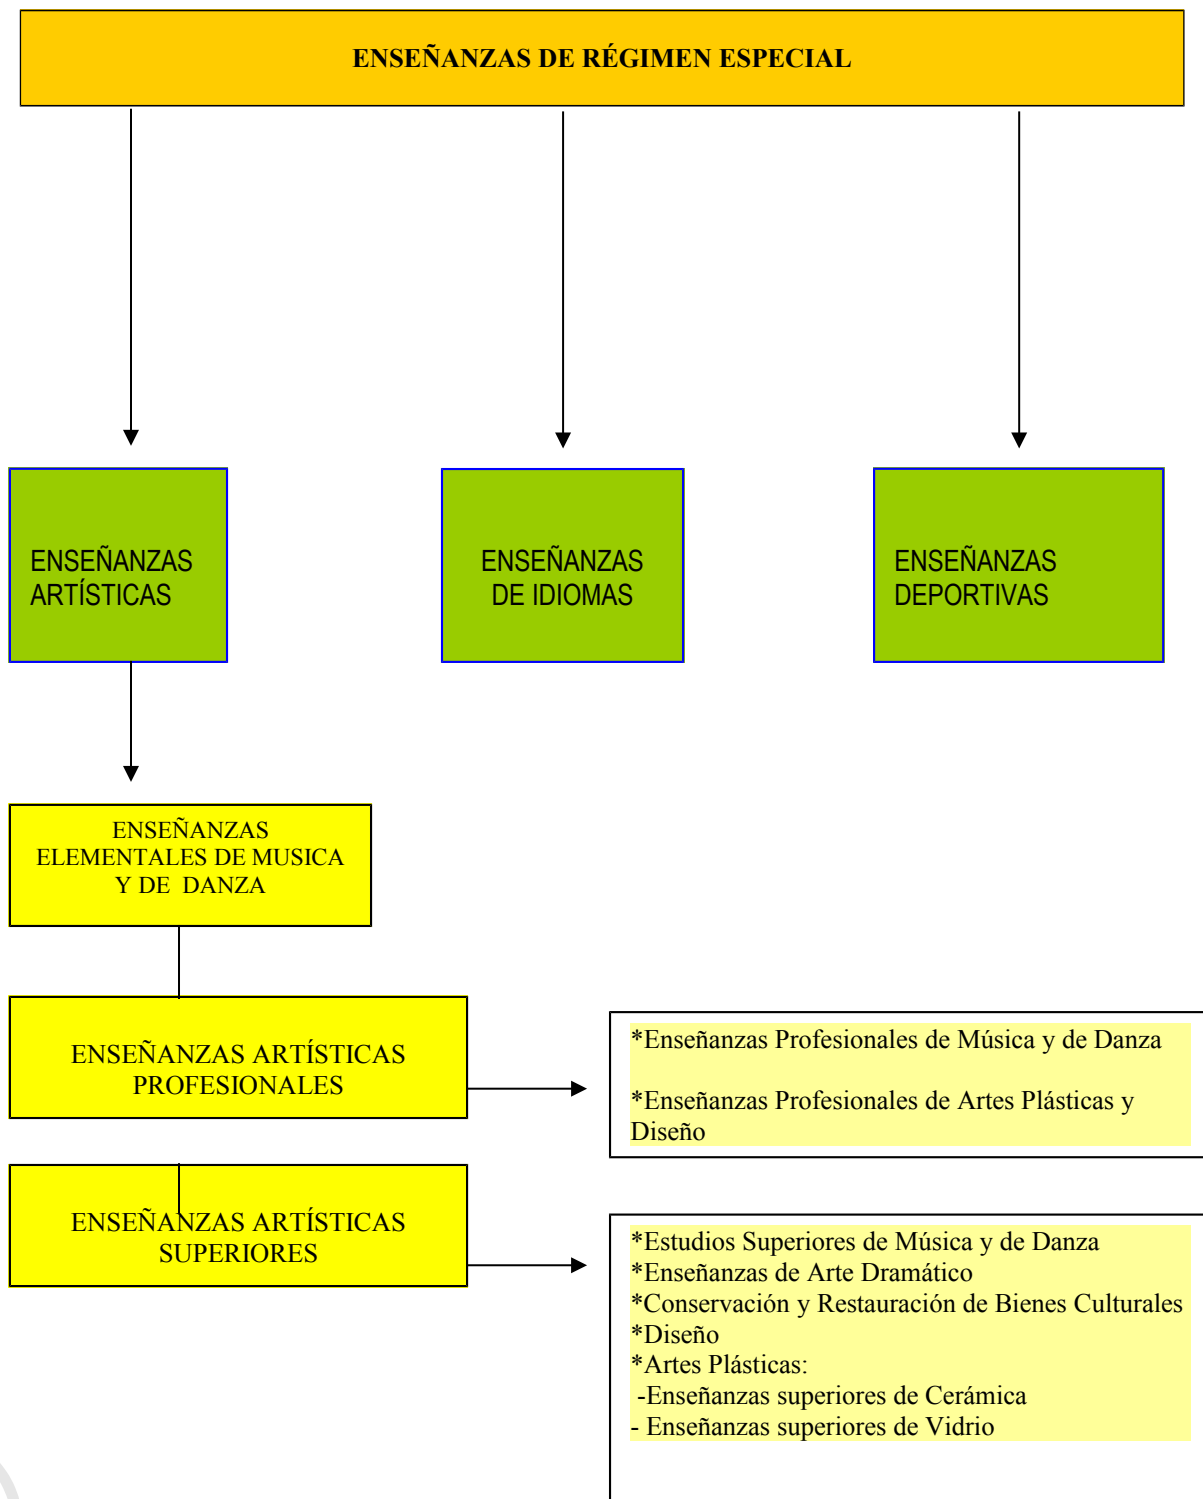 ENSEÑANZAS DE RÉGIMEN ESPECIAL
ENSEÑANZAS
ARTÍSTICAS
ENSEÑANZAS
DE IDIOMAS
ENSEÑANZAS
DEPORTIVAS
ENSEÑANZAS
ELEMENTALES DE MUSICA
Y DE DANZA
ENSEÑANZAS ARTÍSTICAS
PROFESIONALES
*Enseñanzas Profesionales de Música y de Danza
*Enseñanzas Profesionales de Artes Plásticas y
Diseño
ENSEÑANZAS ARTÍSTICAS
SUPERIORES
*Estudios Superiores de Música y de Danza
*Enseñanzas de Arte Dramático
*Conservación y Restauración de Bienes Culturales
*Diseño
*Artes Plásticas:
-Enseñanzas superiores de Cerámica
- Enseñanzas superiores de Vidrio